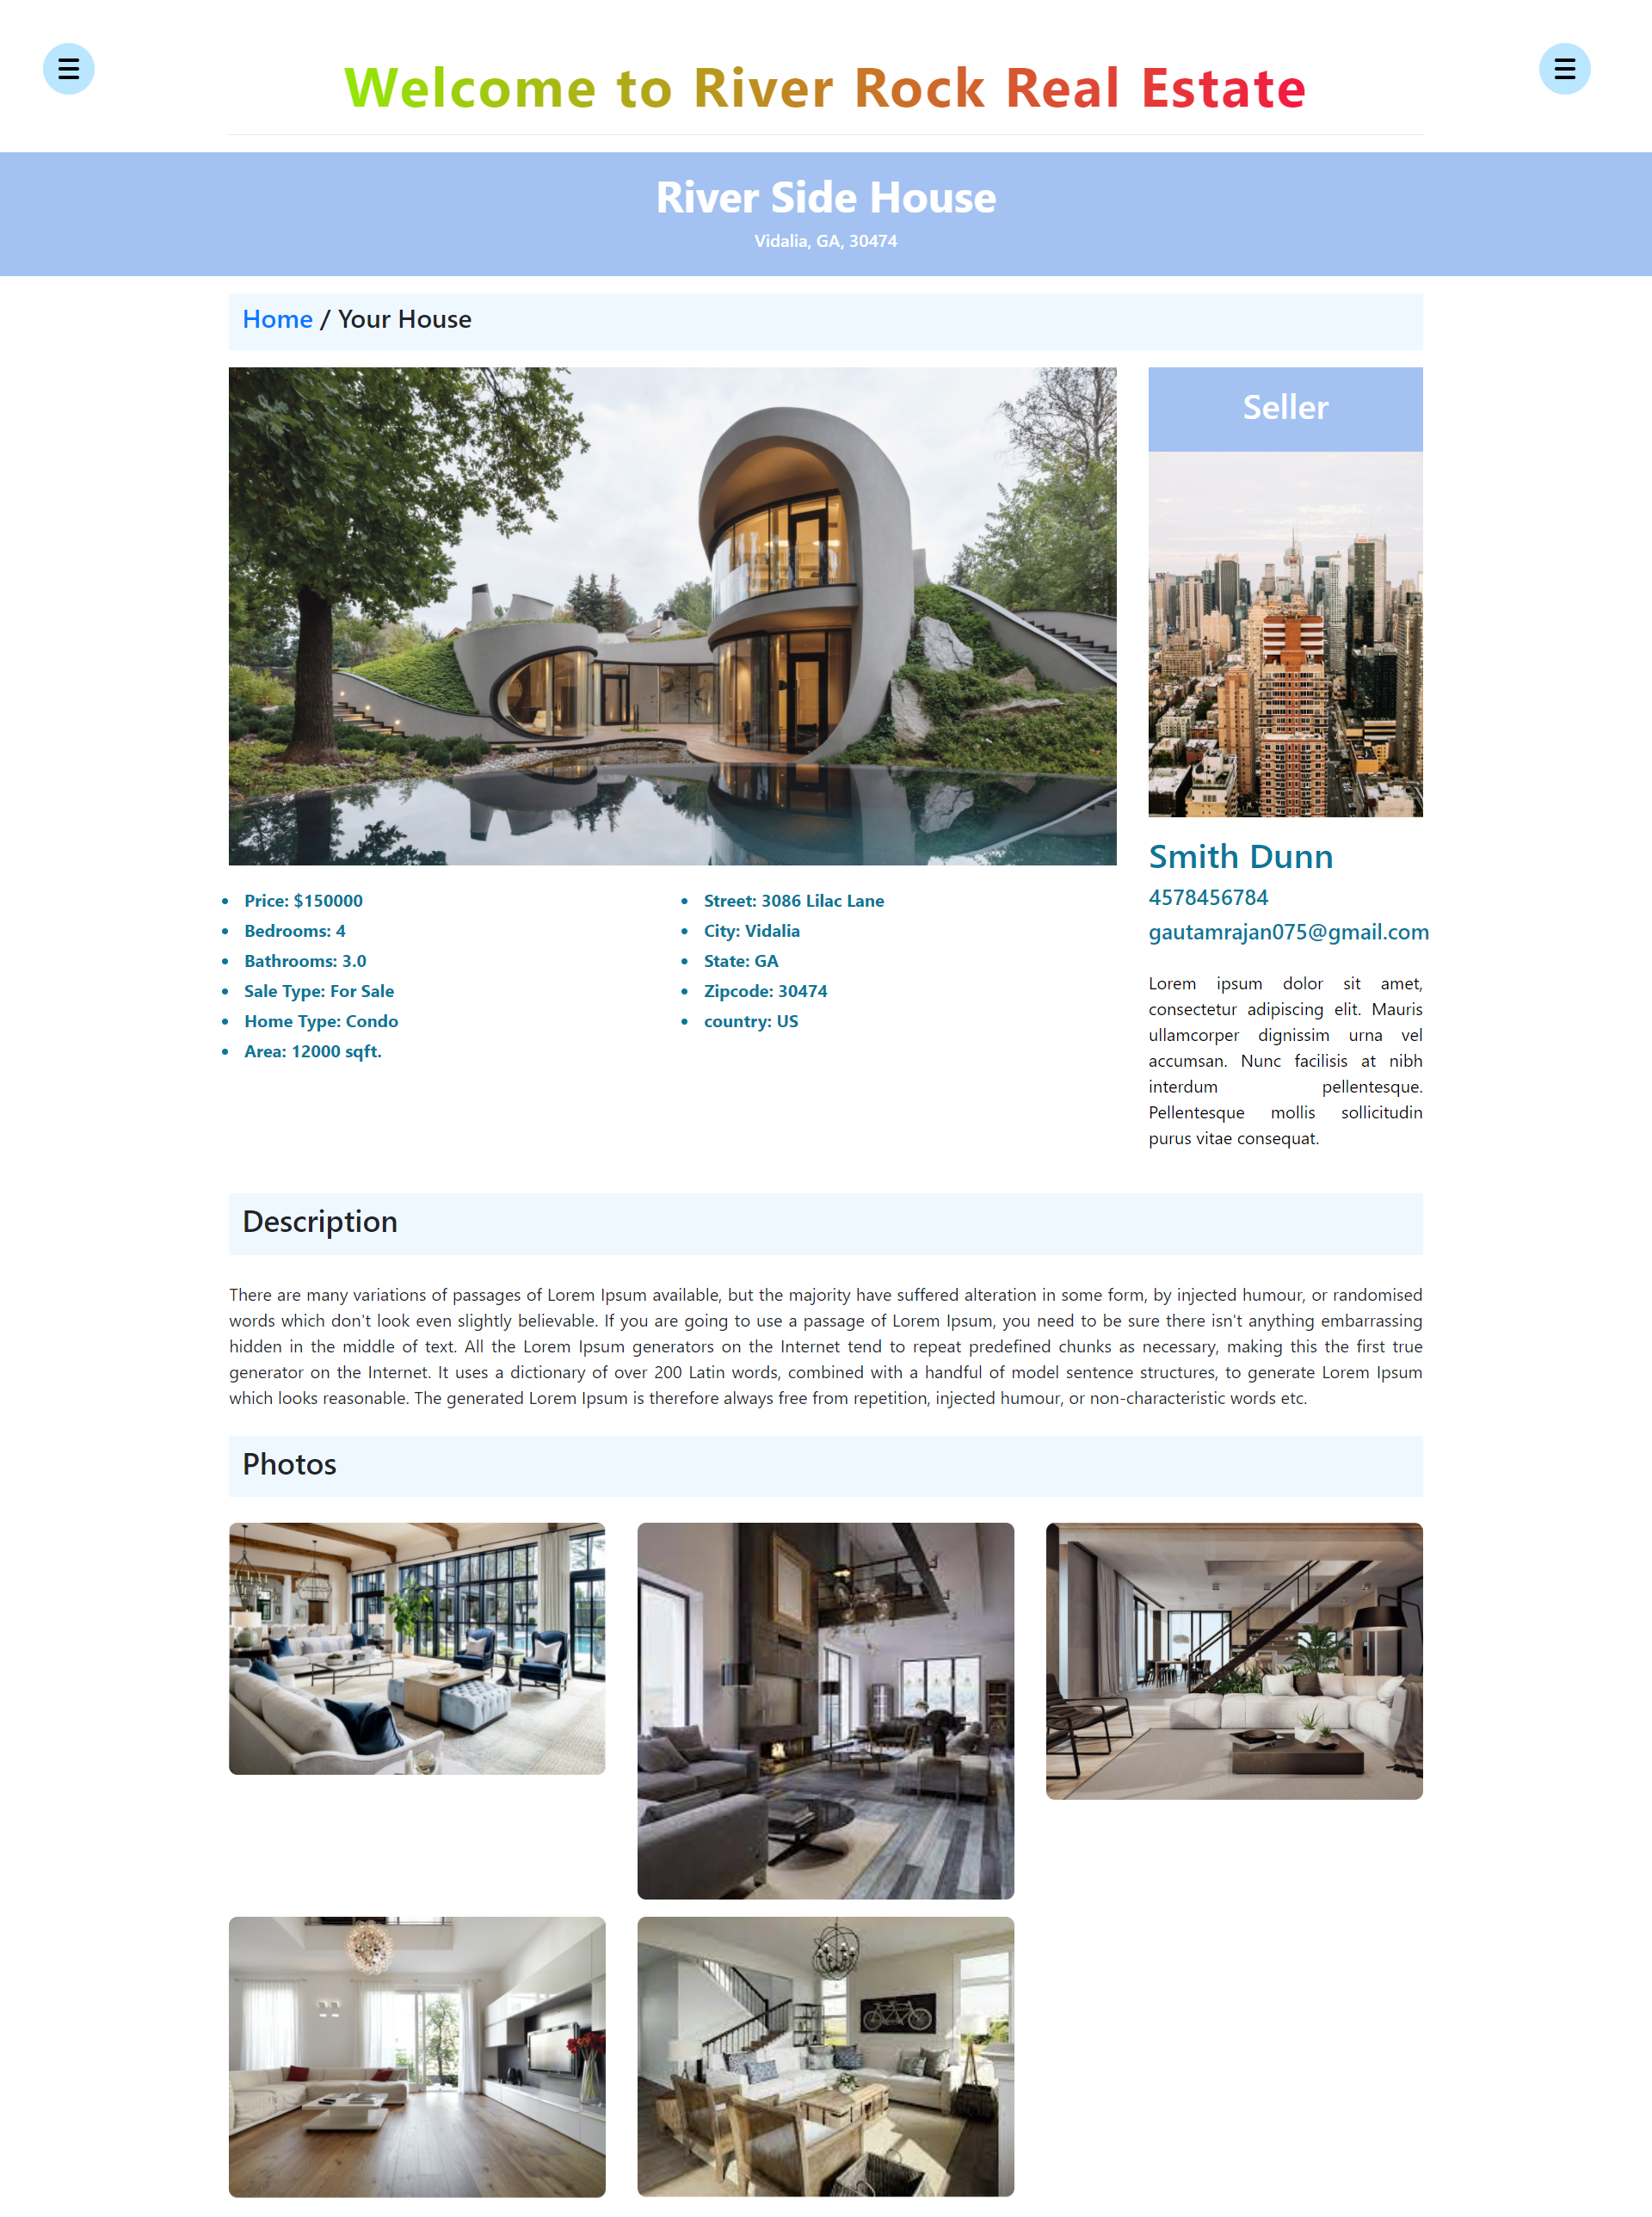 Welcome to River Rock Real Estate
River Side House
Vidalia, GA, 30474
Home / Your House
Seller
Smith Dunn
4578456784
gautamrajan075@gmail.com
Lorem ipsum dolor sit amet,
consectetur adipiscing elit. Mauris
ullamcorper dignissim urna vel
accumsan. Nunc facilisis at nibh
interdum pellentesque.
Pellentesque mollis sollicitudin
purus vitae consequat.
Price: $150000
Bedrooms: 4
Bathrooms: 3.0
Sale Type: For Sale
Home Type: Condo
Area: 12000 sqft.
Street: 3086 Lilac Lane
City: Vidalia
State: GA
Zipcode: 30474
country: US
Description
There are many variations of passages of Lorem Ipsum available, but the majority have suffered alteration in some form, by injected humour, or randomised
words which don't look even slightly believable. If you are going to use a passage of Lorem Ipsum, you need to be sure there isn't anything embarrassing
hidden in the middle of text. All the Lorem Ipsum generators on the Internet tend to repeat predefined chunks as necessary, making this the first true
generator on the Internet. It uses a dictionary of over 200 Latin words, combined with a handful of model sentence structures, to generate Lorem Ipsum
which looks reasonable. The generated Lorem Ipsum is therefore always free from repetition, injected humour, or non-characteristic words etc.
Photos